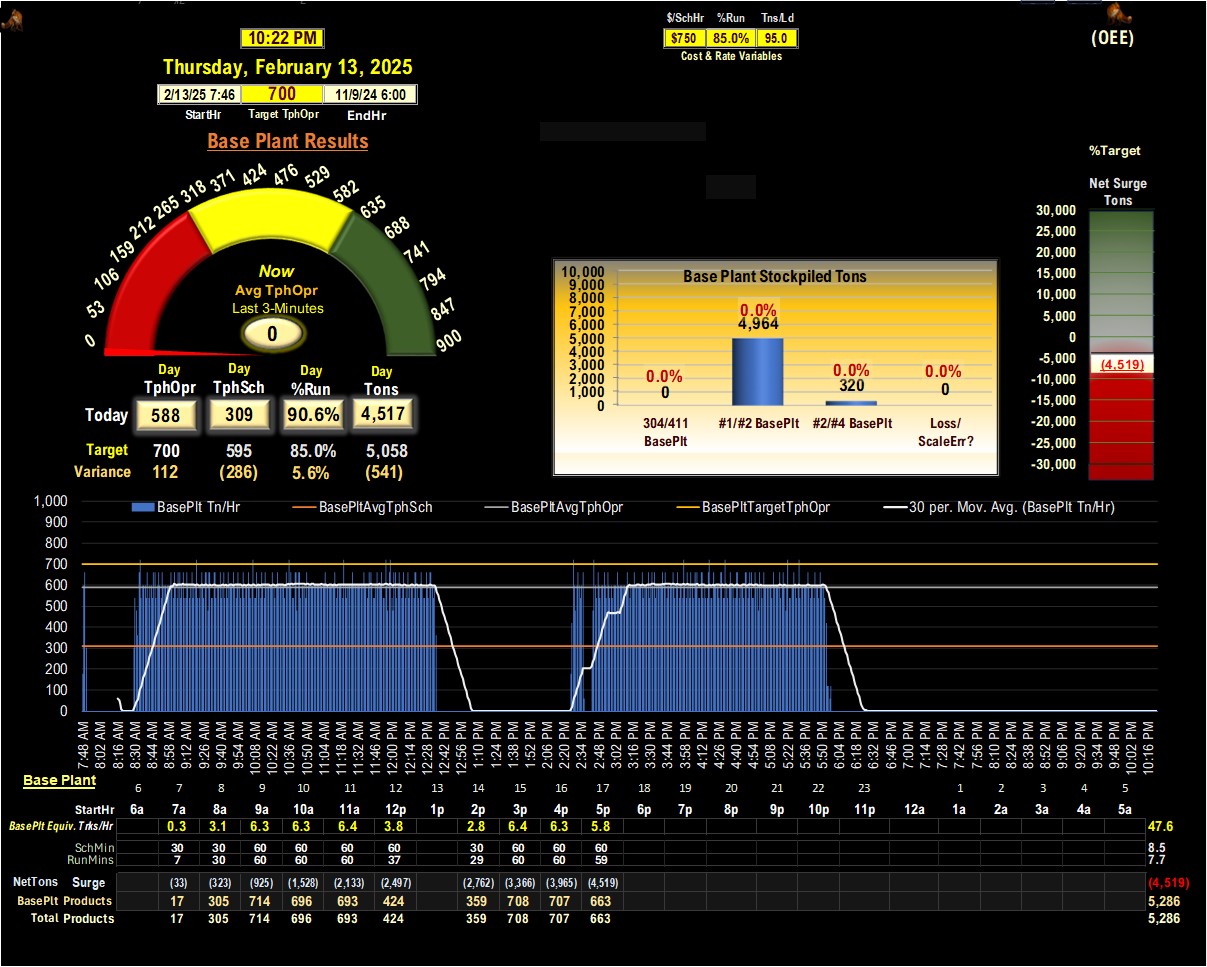 $/SchHr %Run Tns/Ld
$750 85.0% 95.0
Cost & Rate Variables
(OEE)
10:22 PM
Thursday, February 13, 2025
2/13/25 7:46 700 11/9/24 6:00
StartHr Target TphOpr EndHr
Base Plant Results
0 53 106 159 212 265 318 371 424 476 529 582 635 688 741 794 847 900
Now
Avg TphOpr
Last 3-Minutes
0
Day Day Day Day
TphOpr TphSch %Run Tons
Today 588 309 90.6% 4,517
Target 700 595 85.0% 5,058
Variance 112 (286) 5.6% (541)
Base Plant Stockpiled Tons
10,000
9,000
8,000
7,000
6,000
5,000
4,000
3,000
2,000
1,000
0
0.0% 0.0% 0.0% 0.0%
0 4,964 320 0
304/411 #1/#2 BasePlt #2/#4 BasePlt Loss/
BasePlt ScaleErr?
%Target
Net Surge
Tons
30,000
25,000
20,000
15,000
10,000
5,000
0
-5,000
(4,519)
-10,000
-15,000
-20,000
-25,000
-30,000
BasePlt Tn/Hr BasePltAvgTphSch BasePltAvgTphOpr BasePltTargetTphOpr 30 per. Mov. Avg. (BasePlt Tn/Hr)
1,000
900
800
700
600
500
400
300
200
100
0
7:48 AM 8:02 AM 8:16 AM 8:30 AM 8:44 AM 8:58 AM 9:12 AM 9:26 AM 9:40 AM 9:54 AM 10:08 AM 10:22 AM 10:36 AM 10:50 AM 11:04 AM 11:18 AM 11:32 AM 11:46 AM 12:00 PM 12:14 PM 12:28 PM 12:42 PM 12:56 PM 1:10 PM 1:24 PM 1:38 PM 1:52 PM 2:06 PM 2:20 PM 2:34 PM 2:48 PM 3:02 PM 3:16 PM 3:30 PM 3:44 PM 3:58 PM 4:12 PM 4:26 PM 4:40 PM 4:54 PM 5:08 PM 5:22 PM 5:36 PM 5:50 PM 6:04 PM 6:18 PM 6:32 PM 6:46 PM 7:00 PM 7:14 PM 7:28 PM 7:42 PM 7:56 PM 8:10 PM 8:24 PM 8:38 PM 8:52 PM 9:06 PM 9:20 PM 9:34 PM 9:48 PM 10:02 PM 10:16 PM
Base Plant
6 7 8 9 10 11 12 13 14 15 16 17 18 19 20 21 22 23 1 2 3 4 5
StartHr 6a 7a 8a 9a 10a 11a 12p 1p 2p 3p 4p 5p 6p 7p 8p 9p 10p 11p 12a 1a 2a 3a 4a 5a
BasePlt Equiv. Trks/Hr 0.3 3.1 6.3 6.3 6.4 3.8 2.8 6.4 6.3 5.8 47.6
SchMin 30 30 60 60 60 60 30 60 60 60 8.5
RunMins 7 30 60 60 60 37 29 60 60 59 7.7
NetTons Surge (33) (323) (925) (1,528) (2,133) (2,497) (2,762) (3,366) (3,965) (4,519) (4,519)
BasePlt Products 17 305 714 696 693 424 359 708 707 663 5,286
Total Products 17 305 714 696 693 424 359 708 707 663 5,286